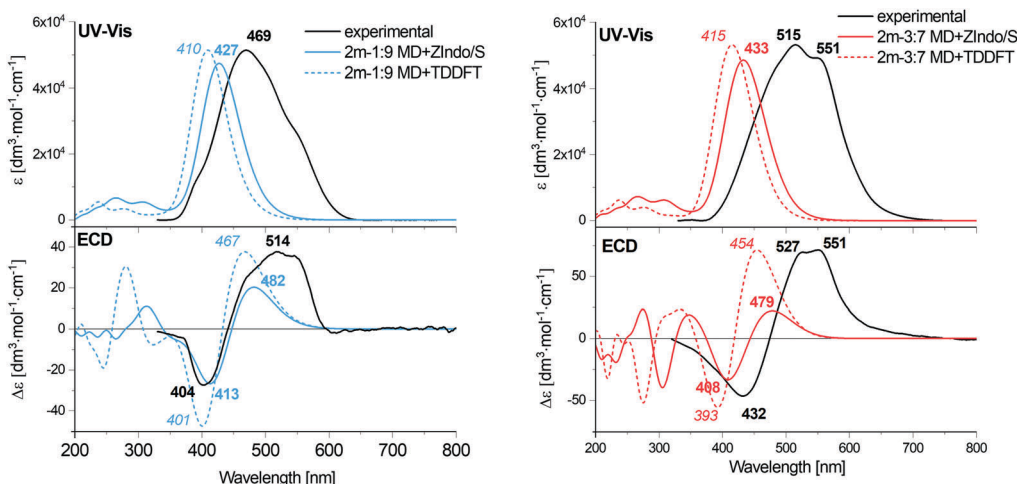 UV-Vis
410
427
469
experimental
2m-1:9 MD+ZIndo/S
2m-1:9 MD+TDDFT
ε [dm³·mol⁻¹·cm⁻¹]
6x10⁴
4x10⁴
2x10⁴
0
ECD
467
514
482
404
413
401
Δε [dm³·mol⁻¹·cm⁻¹]
40
20
0
-20
-40
200 300 400 500 600 700 800
Wavelength [nm]
UV-Vis
415
433
515
551
experimental
2m-3:7 MD+ZIndo/S
2m-3:7 MD+TDDFT
ε [dm³·mol⁻¹·cm⁻¹]
6x10⁴
4x10⁴
2x10⁴
0
ECD
454
527
551
479
408
393
432
Δε [dm³·mol⁻¹·cm⁻¹]
50
0
-50
200 300 400 500 600 700 800
Wavelength [nm]